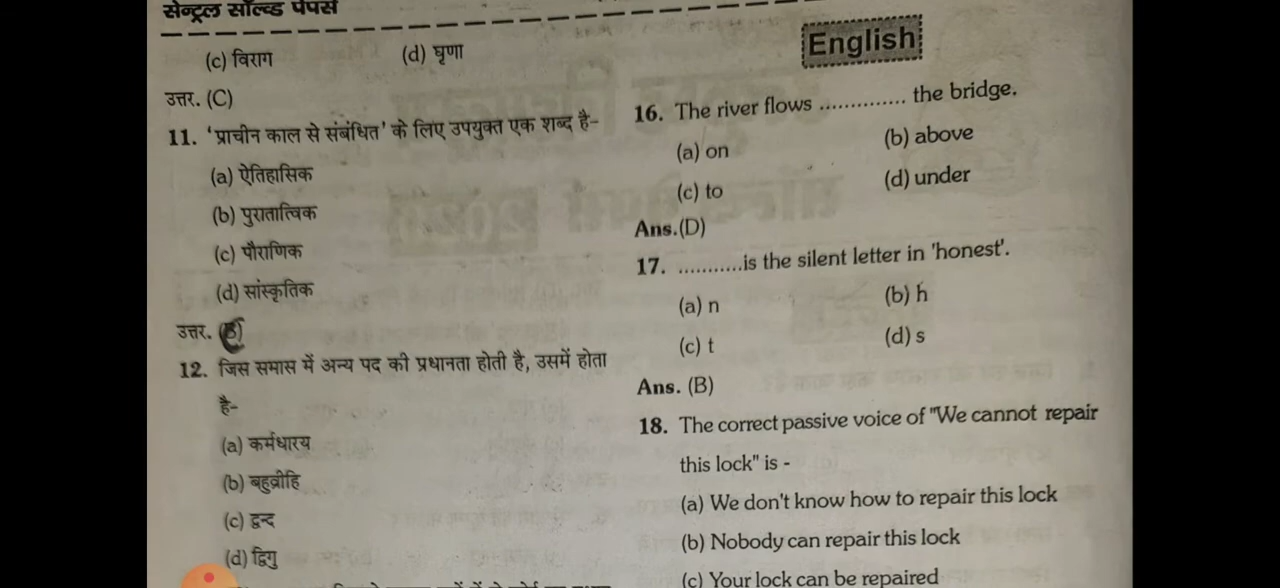 सेन्ट्रल सॉल्व्ड पेपर्स
(c) विराग (d) घृणा
उत्तर. (C)
11. 'प्राचीन काल से संबंधित' के लिए उपयुक्त एक शब्द है-
(a) ऐतिहासिक
(b) पुरातात्विक
(c) पौराणिक
(d) सांस्कृतिक
उत्तर. (B)
12. जिस समास में अन्य पद की प्रधानता होती है, उसमें होता
है-
(a) कर्मधारय
(b) बहुव्रीहि
(c) द्वन्द
(d) द्विगु
English
16. The river flows .............. the bridge.
(a) on (b) above
(c) to (d) under
Ans.(D)
17. ...........is the silent letter in 'honest'.
(a) n (b) h
(c) t (d) s
Ans. (B)
18. The correct passive voice of "We cannot repair
this lock" is -
(a) We don't know how to repair this lock
(b) Nobody can repair this lock
(c) Your lock can be repaired